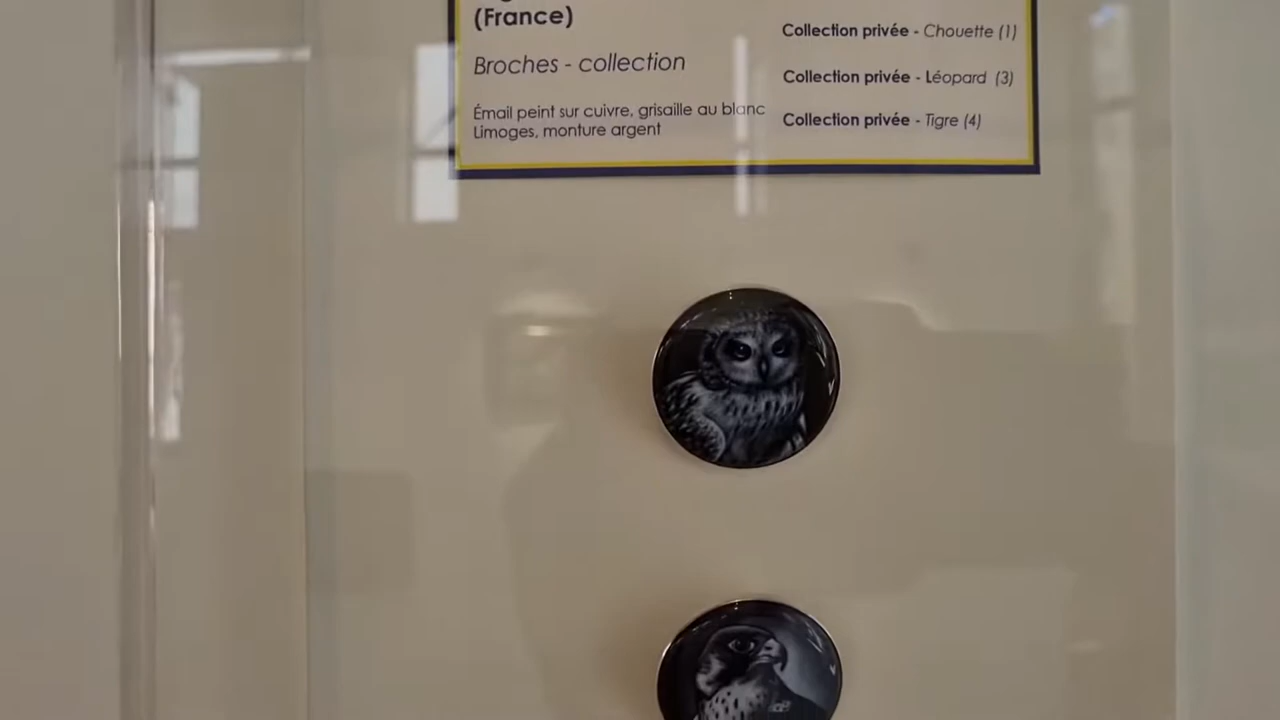 (France)
Broches - collection
Émail peint sur cuivre, grisaille au blanc
Limoges, monture argent
Collection privée - Chouette (1)
Collection privée - Léopard (3)
Collection privée - Tigre (4)